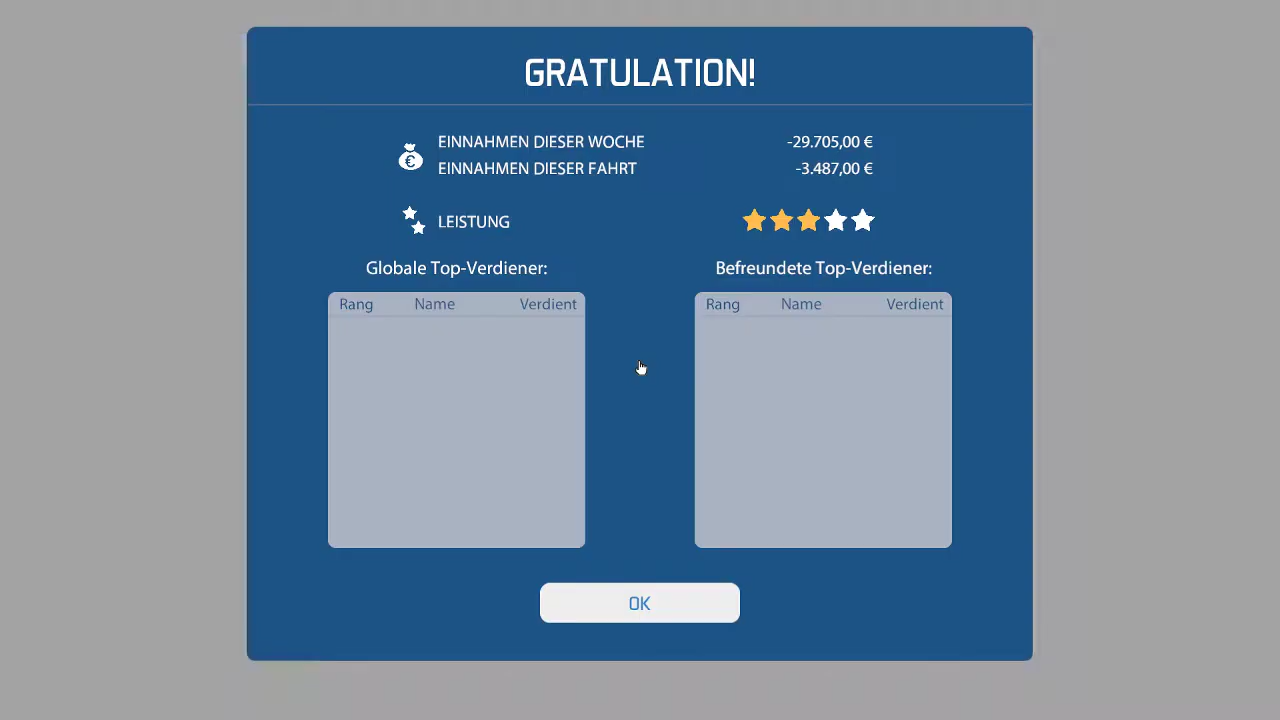 GRATULATION!
EINNAHMEN DIESER WOCHE -29.705,00 €
EINNAHMEN DIESER FAHRT -3.487,00 €
LEISTUNG
Globale Top-Verdiener:
Rang Name Verdient
Befreundete Top-Verdiener:
Rang Name Verdient
OK